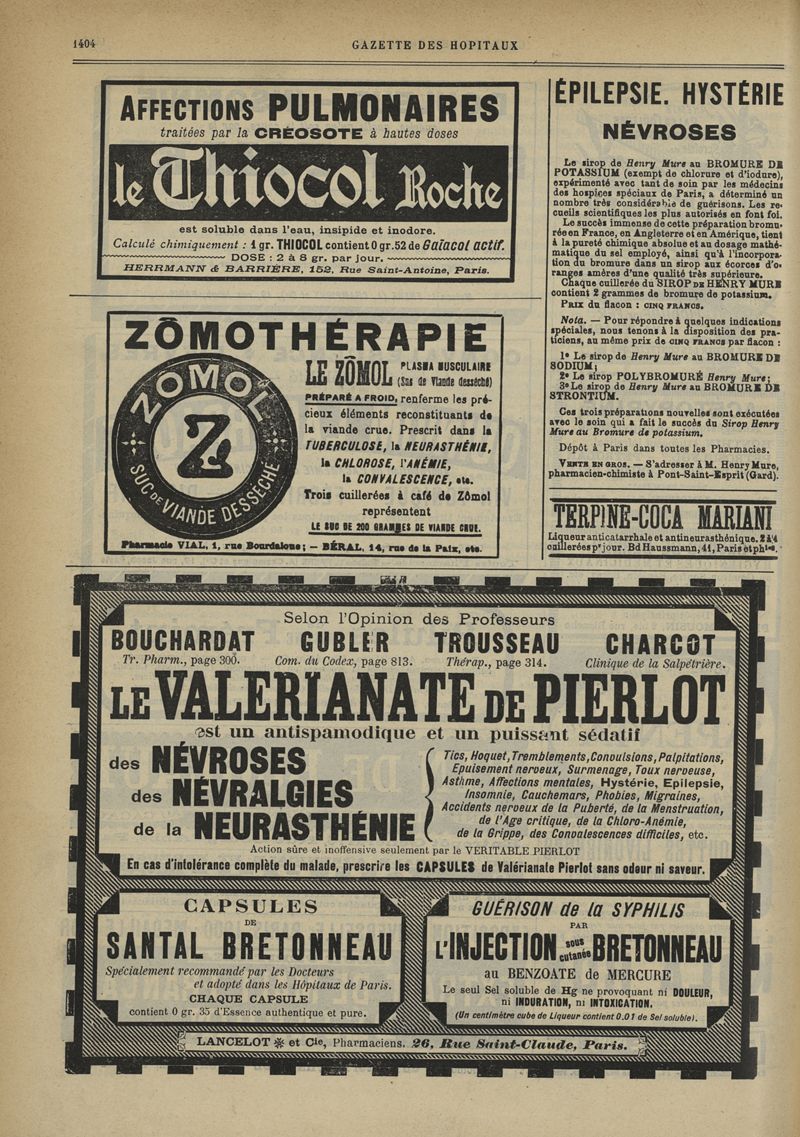 1404
GAZETTE DES HOPITAUX
AFFECTIONS PULMONAIRES
traitées par la CRÉOSOTE à hautes doses
le Thiocol Roche
est soluble dans l'eau, insipide et inodore.
Calculé chimiquement : 1 gr. THIOCOL contient 0 gr. 52 de Gaïacol actif.
DOSE : 2 à 8 gr. par jour.
HERRMANN & BARRIÈRE, 152, Rue Saint-Antoine, Paris.
ZÔMOTHÉRAPIE
ZÔMOL
Z
SUC DE VIANDE DESSÉCHÉ
LE ZÔMOL PLASMA MUSCULAIRE
(Suc de Viande desséché)
PRÉPARÉ A FROID, renferme les pré-
cieux éléments reconstituants de
la viande crue. Prescrit dans la
TUBERCULOSE, la NEURASTHÉNIE,
la CHLOROSE, l'ANÉMIE,
la CONVALESCENCE, etc.
Trois cuillerées à café de Zômol
représentent
LE SUC DE 200 GRAMMES DE VIANDE CRUE.
Pharmacie VIAL, 1, rue Bourdaloue; — BÉRAL, 14, rue de la Paix, etc.
ÉPILEPSIE. HYSTÉRIE
NÉVROSES
Le sirop de Henry Mure au BROMURE DE
POTASSIUM (exempt de chlorure et d'iodure),
expérimenté avec tant de soin par les médecins
des hospices spéciaux de Paris, a déterminé un
nombre très considérable de guérisons. Les re-
cueils scientifiques les plus autorisés en font foi.
Le succès immense de cette préparation bromu-
rée en France, en Angleterre et en Amérique, tient
à la pureté chimique absolue et au dosage mathé-
matique du sel employé, ainsi qu'à l'incorpora-
tion du bromure dans un sirop aux écorces d'o-
ranges amères d'une qualité très supérieure.
Chaque cuillerée du SIROP DE HENRY MURE
contient 2 grammes de bromure de potassium.
PRIX du flacon : CINQ FRANCS.
Nota. — Pour répondre à quelques indications
spéciales, nous tenons à la disposition des pra-
ticiens, au même prix de CINQ FRANCS par flacon :
1° Le sirop de Henry Mure au BROMURE DE
SODIUM;
2° Le sirop POLYBROMURÉ Henry Mure;
3° Le sirop de Henry Mure au BROMURE DE
STRONTIUM.
Ces trois préparations nouvelles sont exécutées
avec le soin qui a fait le succès du Sirop Henry
Mure au Bromure de potassium.
Dépôt à Paris dans toutes les Pharmacies.
VENTE EN GROS. — S'adresser à M. Henry Mure,
pharmacien-chimiste à Pont-Saint-Esprit (Gard).
TERPINE-COCA MARIANI
Liqueur anticatarrhale et antineurasthénique. 2 à 4
cuillerées pr jour. Bd Haussmann, 41, Paris et phies.
Selon l'Opinion des Professeurs
BOUCHARDAT GUBLER TROUSSEAU CHARCOT
Tr. Pharm., page 300. Com. du Codex, page 813. Thérap., page 314. Clinique de la Salpétrière.
LE VALERIANATE DE PIERLOT
est un antispamodique et un puissant sédatif
des NÉVROSES
des NÉVRALGIES
de la NEURASTHÉNIE
Tics, Hoquet, Tremblements, Convulsions, Palpitations,
Epuisement nerveux, Surmenage, Toux nerveuse,
Asthme, Affections mentales, Hystérie, Epilepsie,
Insomnie, Cauchemars, Phobies, Migraines,
Accidents nerveux de la Puberté, de la Menstruation,
de l'Age critique, de la Chloro-Anémie,
de la Grippe, des Convalescences difficiles, etc.
Action sûre et inoffensive seulement par le VERITABLE PIERLOT
En cas d'intolérance complète du malade, prescrire les CAPSULES de Valérianate Pierlot sans odeur ni saveur.
CAPSULES
DE
SANTAL BRETONNEAU
Spécialement recommandé par les Docteurs
et adopté dans les Hôpitaux de Paris.
CHAQUE CAPSULE
contient 0 gr. 35 d'Essence authentique et pure.
GUÉRISON de la SYPHILIS
PAR
L'INJECTION sous cutanée BRETONNEAU
au BENZOATE de MERCURE
Le seul Sel soluble de Hg ne provoquant ni DOULEUR,
ni INDURATION, ni INTOXICATION.
(Un centimètre cube de Liqueur contient 0.01 de Sel soluble).
LANCELOT ✻ et Cie, Pharmaciens. 26, Rue Saint-Claude, Paris.